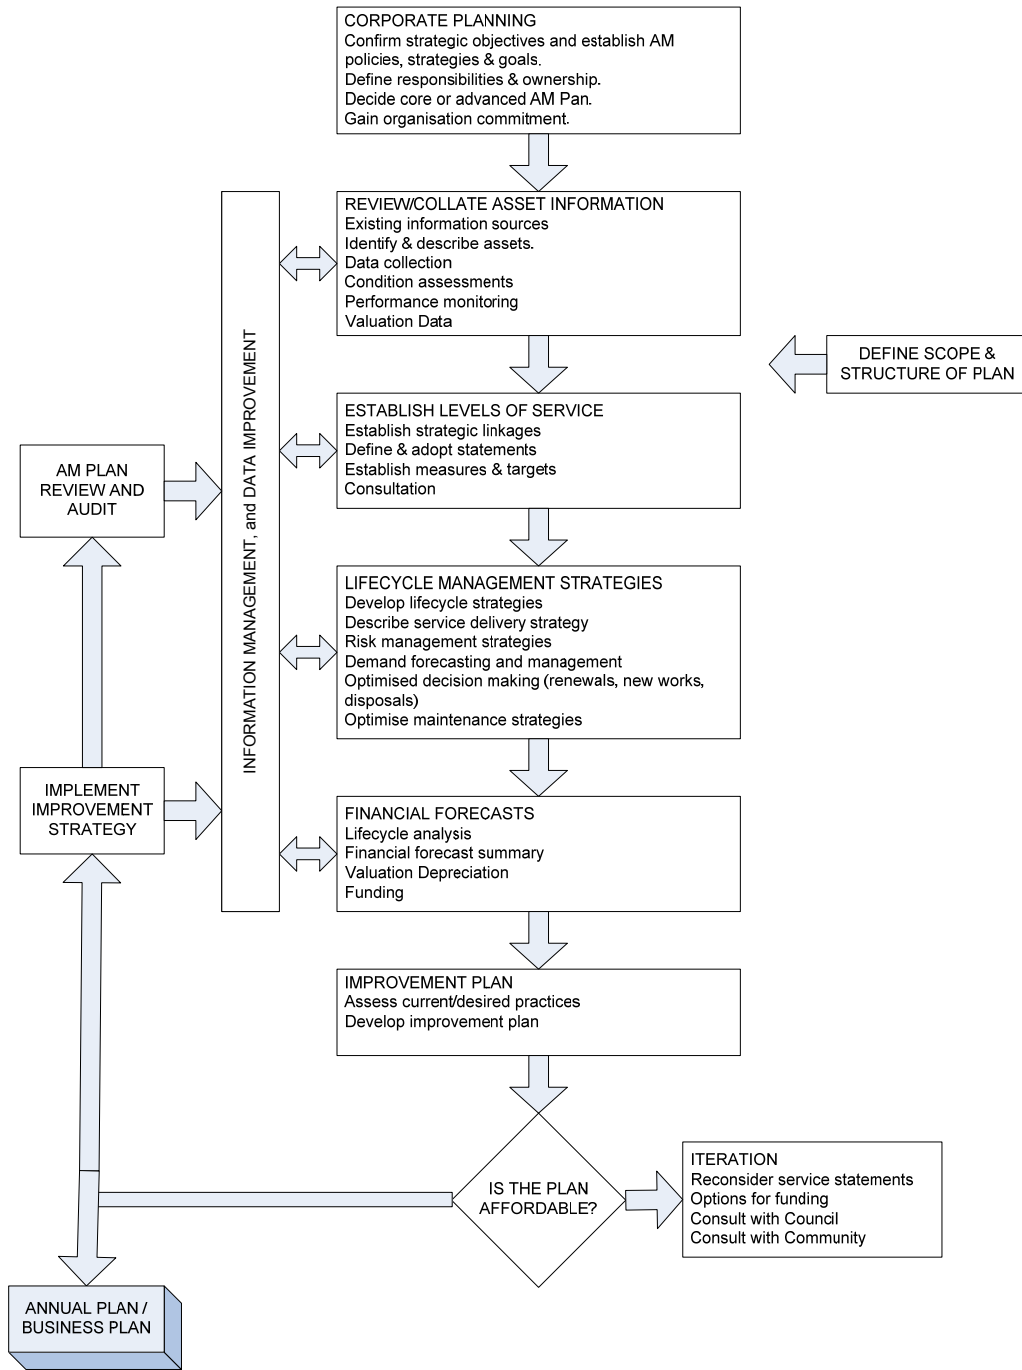 CORPORATE PLANNING
Confirm strategic objectives and establish AM
policies, strategies & goals.
Define responsibilities & ownership.
Decide core or advanced AM Pan.
Gain organisation commitment.
REVIEW/COLLATE ASSET INFORMATION
Existing information sources
Identify & describe assets.
Data collection
Condition assessments
Performance monitoring
Valuation Data
DEFINE SCOPE &
STRUCTURE OF PLAN
INFORMATION MANAGEMENT, and DATA IMPROVEMENT
ESTABLISH LEVELS OF SERVICE
Establish strategic linkages
Define & adopt statements
Establish measures & targets
Consultation
AM PLAN
REVIEW AND
AUDIT
LIFECYCLE MANAGEMENT STRATEGIES
Develop lifecycle strategies
Describe service delivery strategy
Risk management strategies
Demand forecasting and management
Optimised decision making (renewals, new works,
disposals)
Optimise maintenance strategies
IMPLEMENT
IMPROVEMENT
STRATEGY
FINANCIAL FORECASTS
Lifecycle analysis
Financial forecast summary
Valuation Depreciation
Funding
IMPROVEMENT PLAN
Assess current/desired practices
Develop improvement plan
IS THE PLAN
AFFORDABLE?
ITERATION
Reconsider service statements
Options for funding
Consult with Council
Consult with Community
ANNUAL PLAN /
BUSINESS PLAN